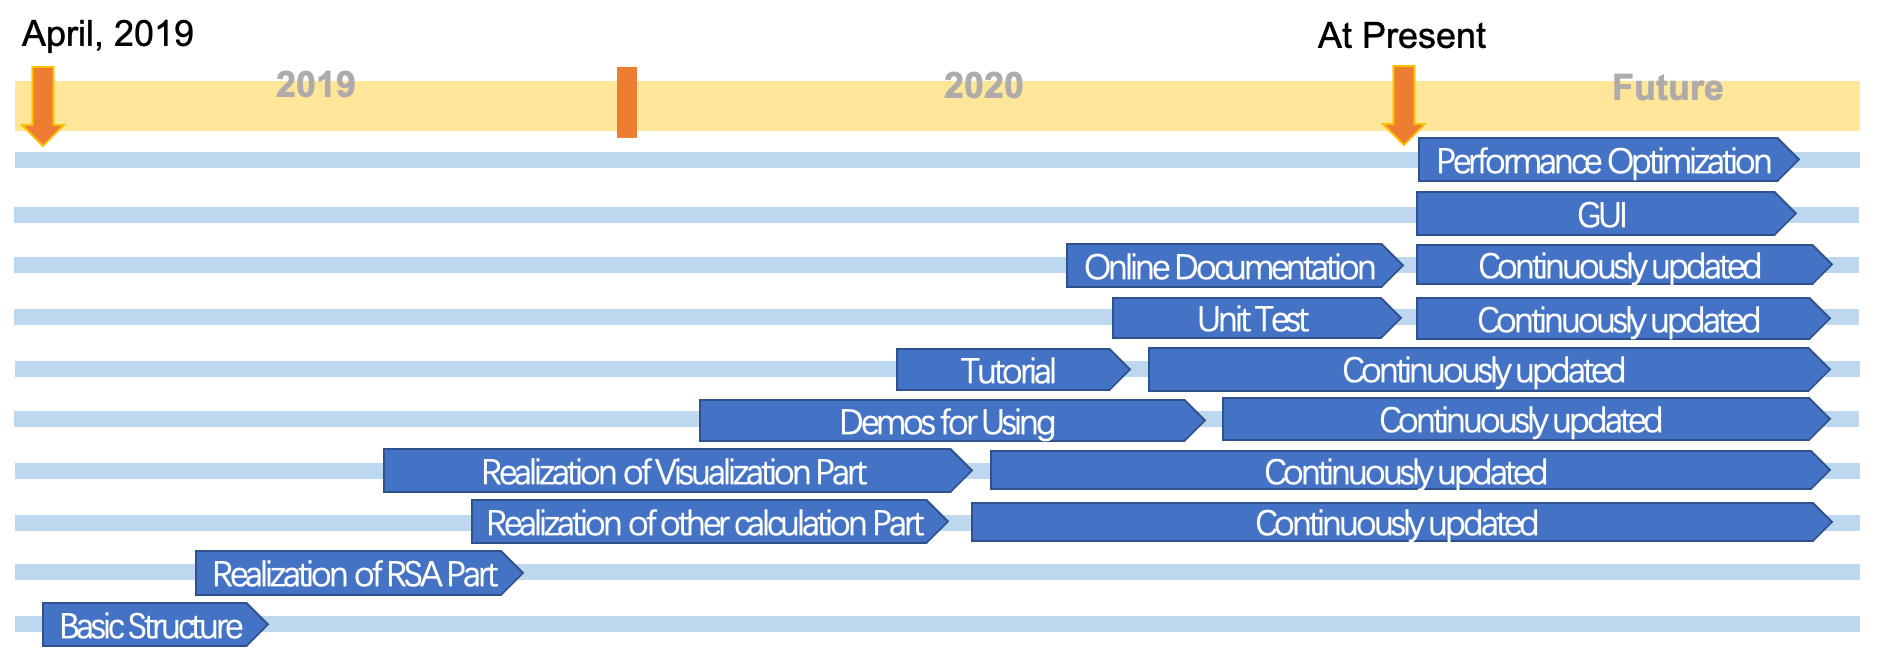 April, 2019
At Present
2019
2020
Future
Performance Optimization
GUI
Online Documentation
Continuously updated
Unit Test
Continuously updated
Tutorial
Continuously updated
Demos for Using
Continuously updated
Realization of Visualization Part
Continuously updated
Realization of other calculation Part
Continuously updated
Realization of RSA Part
Basic Structure